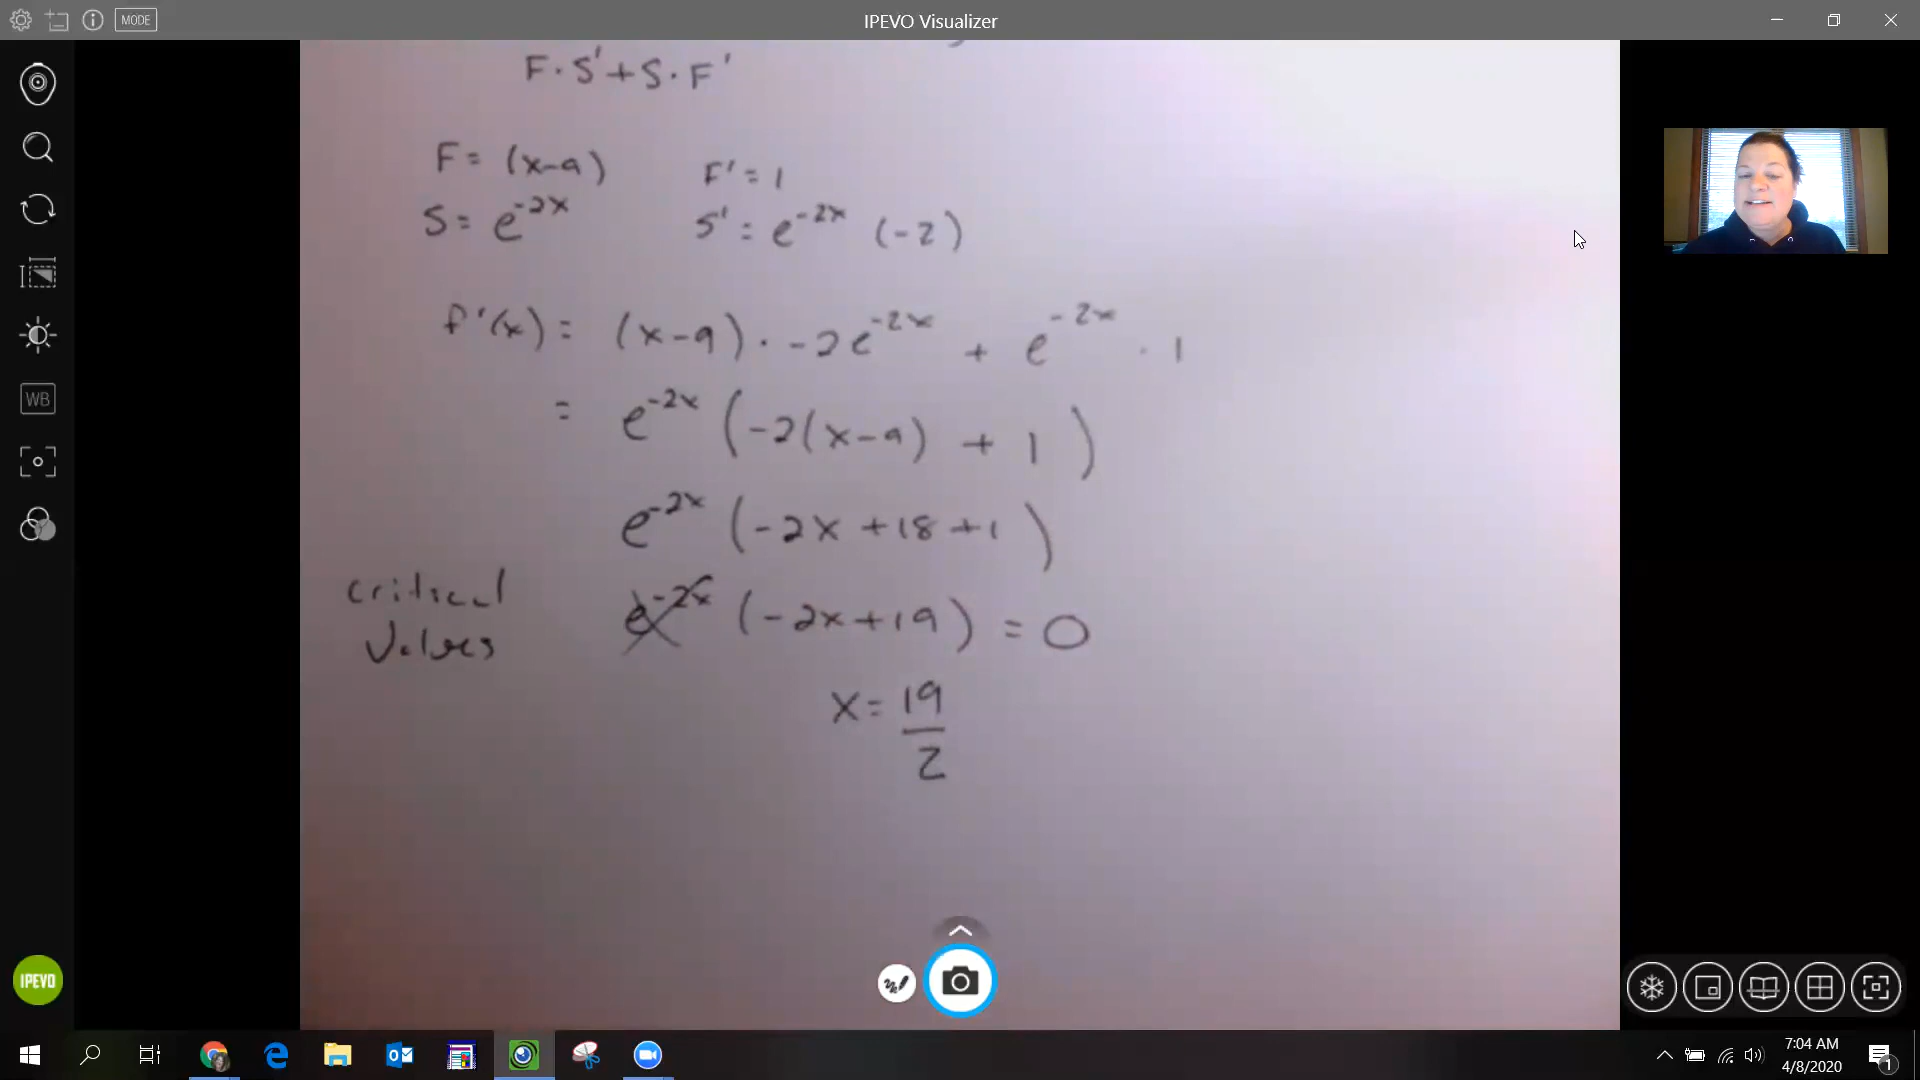 MODE
IPEVO Visualizer
F · S' + S · F'
F = (x-9) F' = 1
S = e^-2x S' = e^-2x (-2)
f'(x) = (x-9) · -2e^-2x + e^-2x · 1
= e^-2x (-2(x-9) + 1)
e^-2x (-2x + 18 + 1)
critical
values
e^-2x (-2x + 19) = 0
x = 19/2
WB
IPEVO
7:04 AM
4/8/2020
1